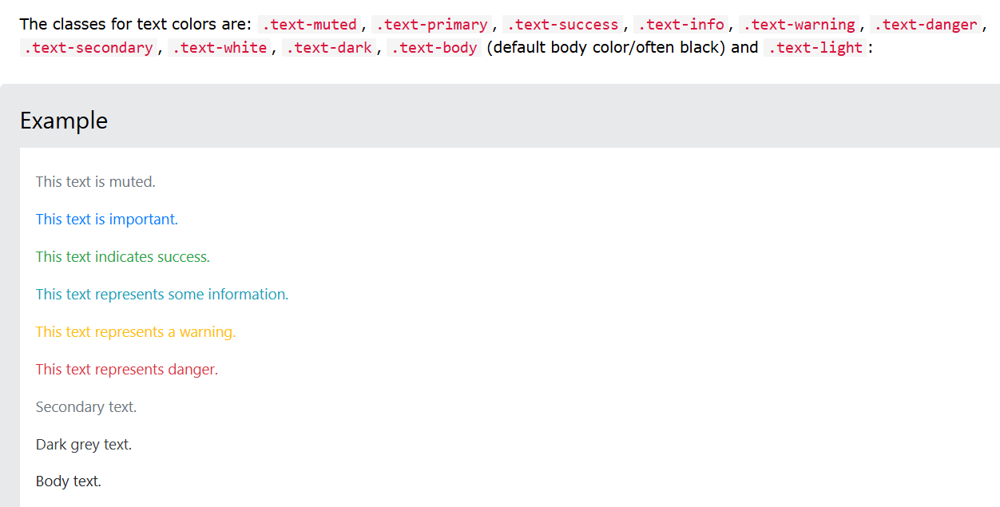 The classes for text colors are: .text-muted, .text-primary, .text-success, .text-info, .text-warning, .text-danger,
.text-secondary, .text-white, .text-dark, .text-body (default body color/often black) and .text-light:
Example
This text is muted.
This text is important.
This text indicates success.
This text represents some information.
This text represents a warning.
This text represents danger.
Secondary text.
Dark grey text.
Body text.